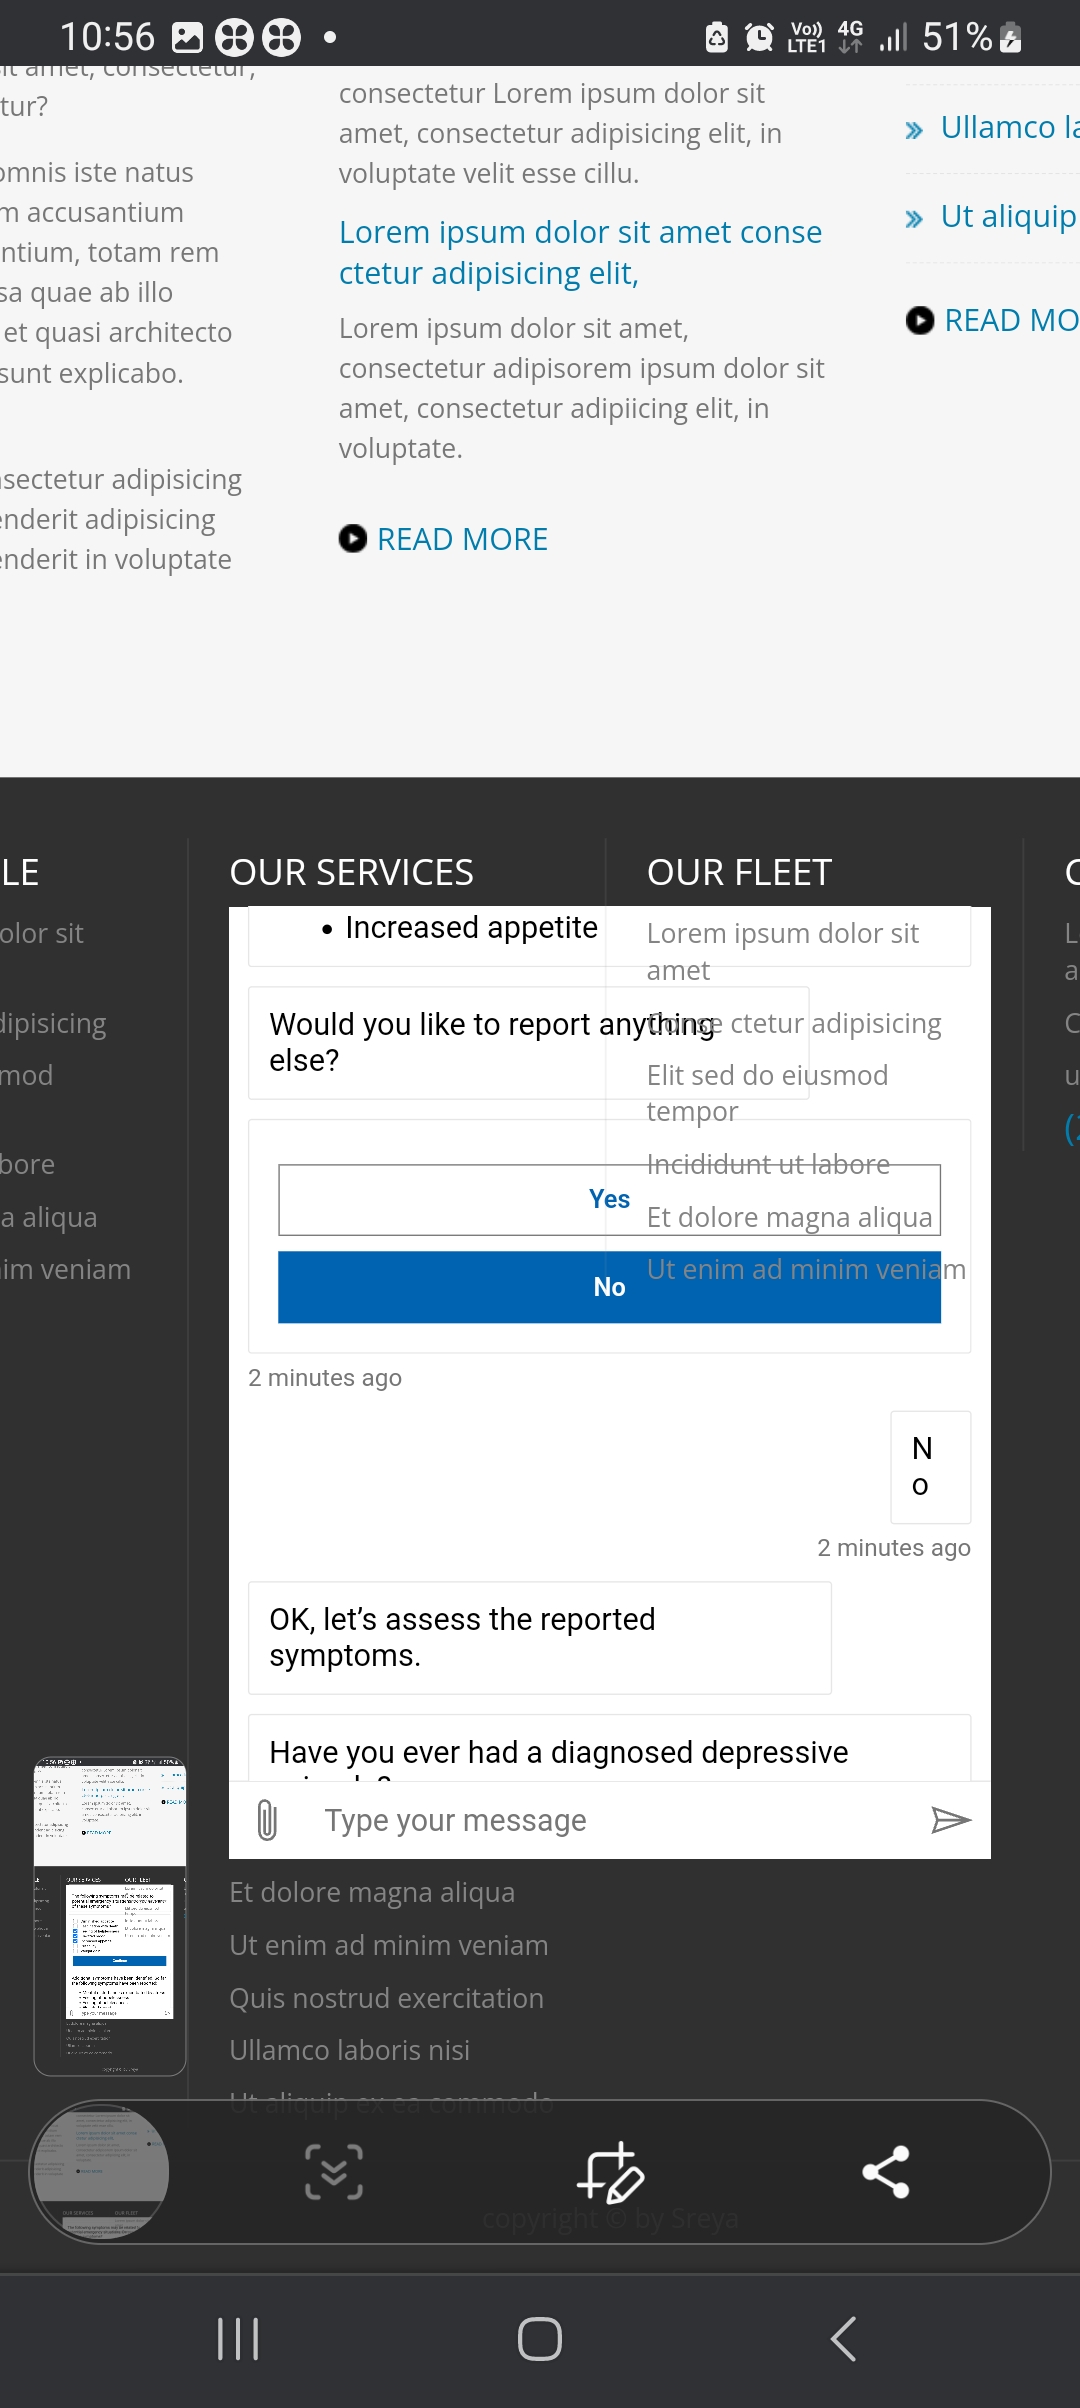 10:56
Vo)) LTE1 4G 51%
sit amet, consectetur,
tur?
omnis iste natus
m accusantium
ntium, totam rem
sa quae ab illo
et quasi architecto
sunt explicabo.
nsectetur adipisicing
enderit adipisicing
enderit in voluptate
consectetur Lorem ipsum dolor sit
amet, consectetur adipisicing elit, in
voluptate velit esse cillu.
Lorem ipsum dolor sit amet conse
ctetur adipisicing elit,
Lorem ipsum dolor sit amet,
consectetur adipisorem ipsum dolor sit
amet, consectetur adipiicing elit, in
voluptate.
READ MORE
Ullamco la
Ut aliquip
READ MO
LE
olor sit
dipisicing
mod
bore
a aliqua
nim veniam
OUR SERVICES
• Increased appetite
Would you like to report anything
else?
Yes
No
2 minutes ago
N
o
2 minutes ago
OK, let’s assess the reported
symptoms.
Have you ever had a diagnosed depressive
Type your message
Et dolore magna aliqua
Ut enim ad minim veniam
Quis nostrud exercitation
Ullamco laboris nisi
Ut aliquip ex ea commodo
OUR FLEET
Lorem ipsum dolor sit
amet
Conse ctetur adipisicing
Elit sed do eiusmod
tempor
Incididunt ut labore
Et dolore magna aliqua
Ut enim ad minim veniam
copyright © by Sreya